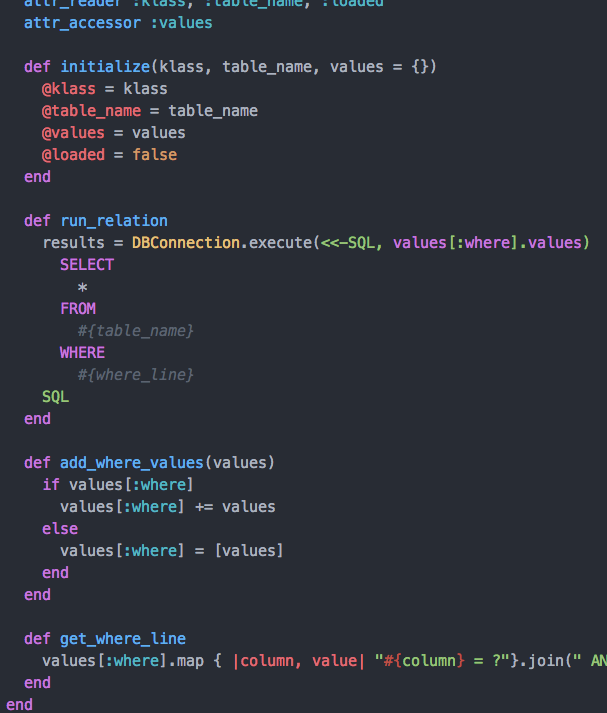 attr_reader :klass, :table_name, :loaded
attr_accessor :values
def initialize(klass, table_name, values = {})
@klass = klass
@table_name = table_name
@values = values
@loaded = false
end
def run_relation
results = DBConnection.execute(<<-SQL, values[:where].values)
SELECT
*
FROM
#{table_name}
WHERE
#{where_line}
SQL
end
def add_where_values(values)
if values[:where]
values[:where] += values
else
values[:where] = [values]
end
end
def get_where_line
values[:where].map { |column, value| "#{column} = ?"}.join("
end
end